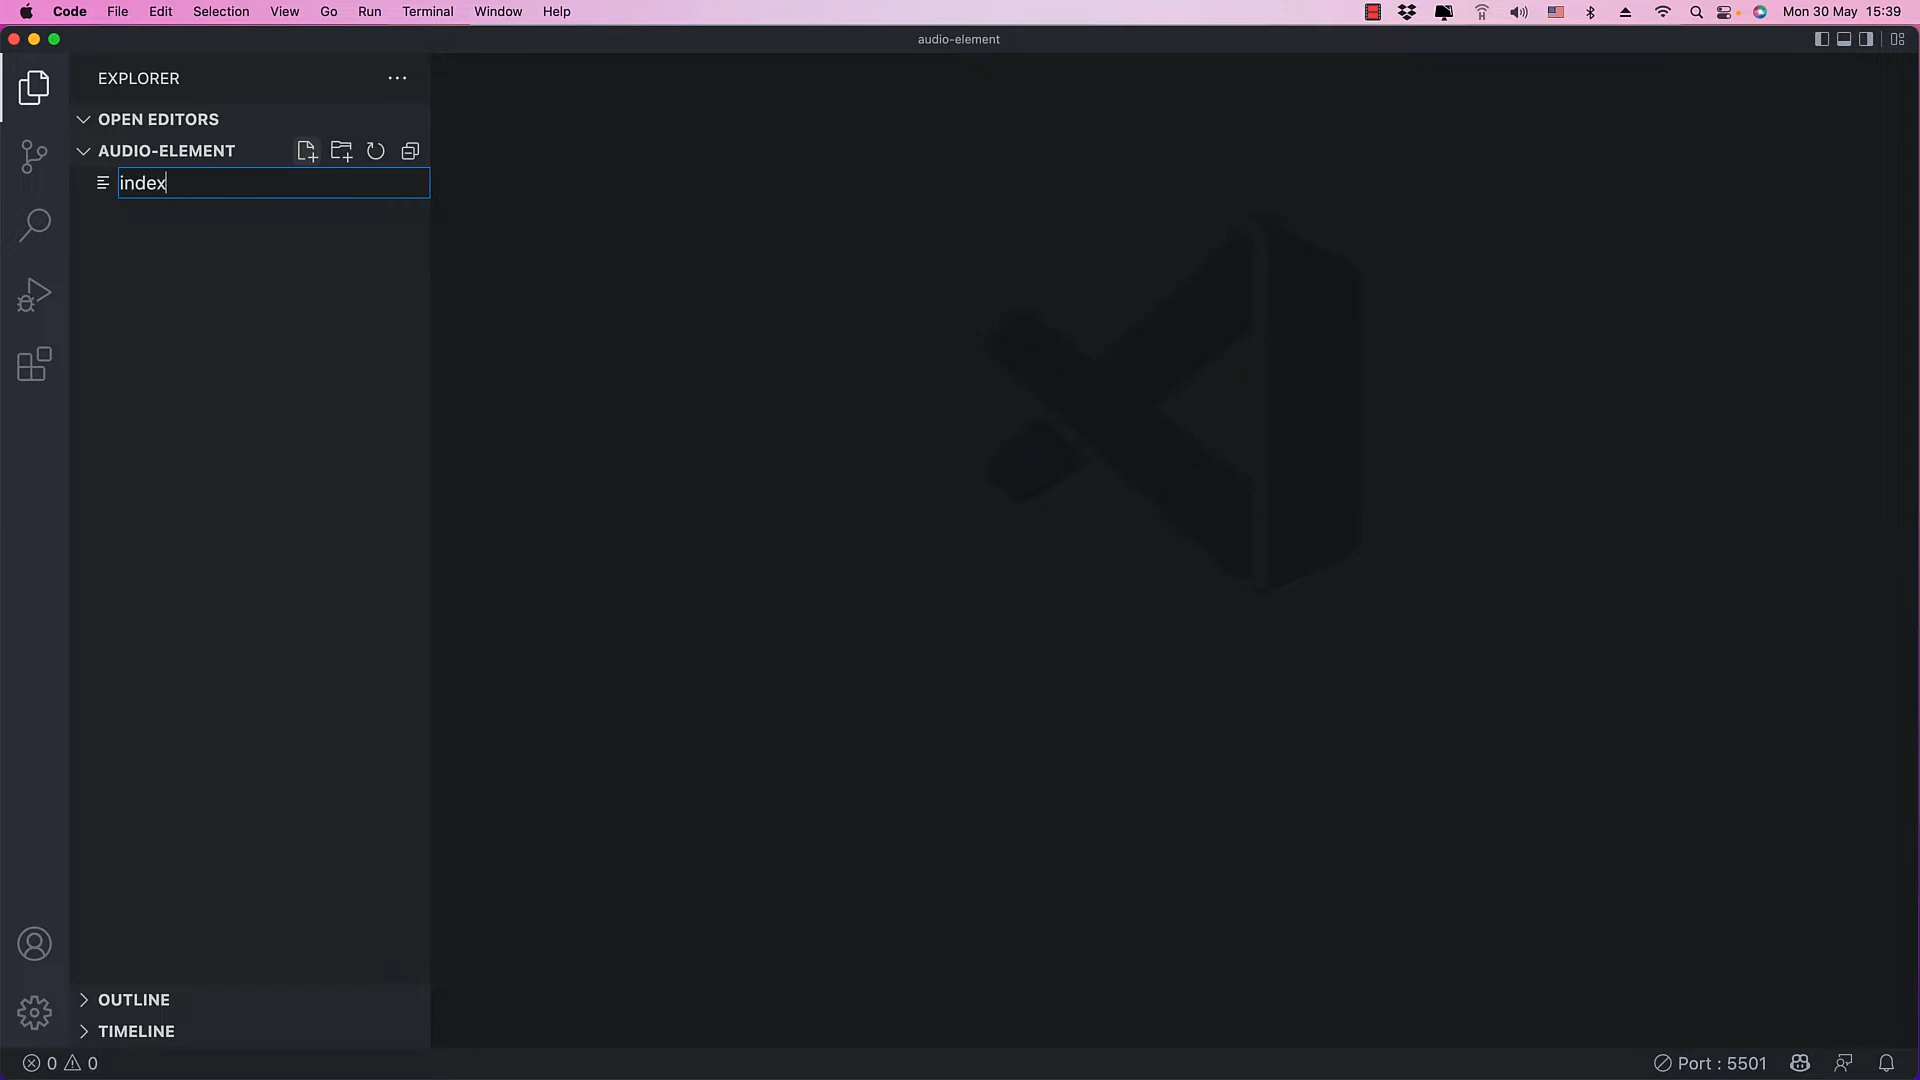 Code File Edit Selection View Go Run Terminal Window Help Mon 30 May 15:39
audio-element
EXPLORER
OPEN EDITORS
AUDIO-ELEMENT
index
OUTLINE
TIMELINE
0 0 Port : 5501